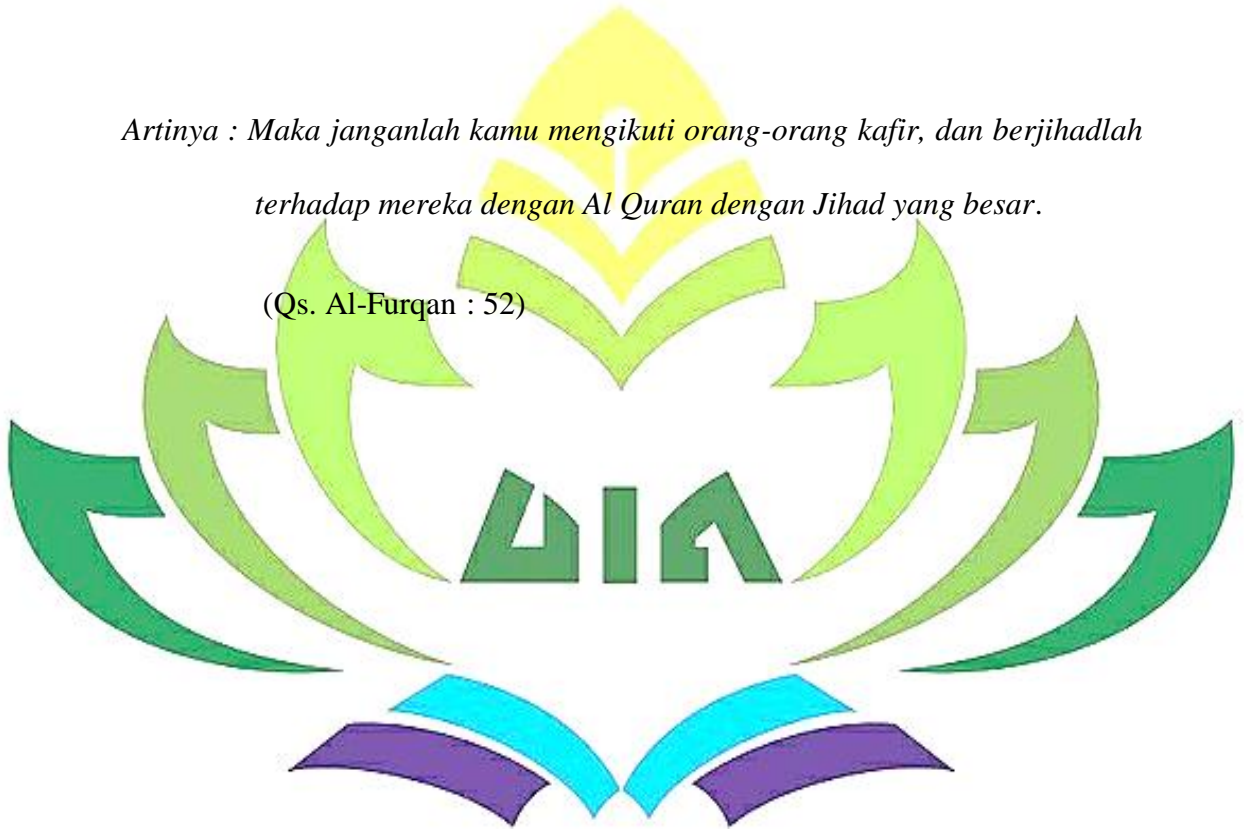 Artinya : Maka janganlah kamu mengikuti orang-orang kafir, dan berjihadlah
terhadap mereka dengan Al Quran dengan Jihad yang besar.
(Qs. Al-Furqan : 52)
UIN